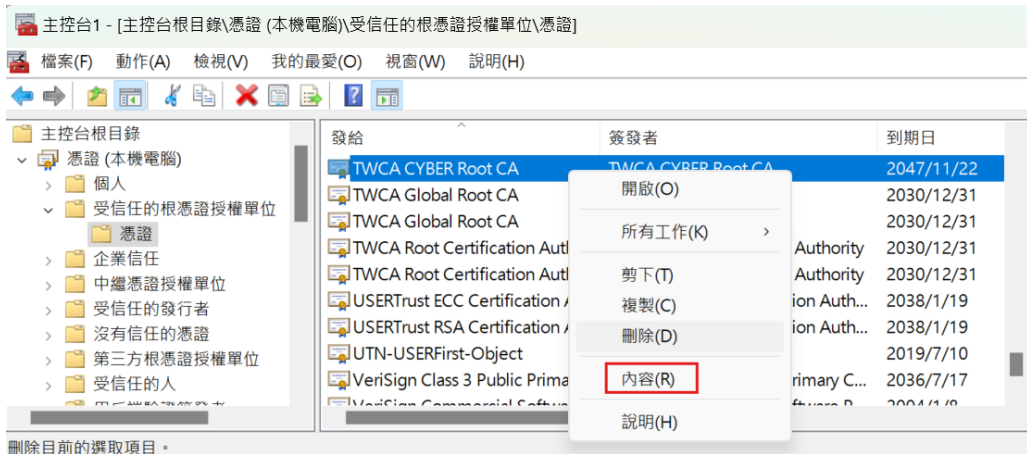 主控台1 - [主控台根目錄\憑證 (本機電腦)\受信任的根憑證授權單位\憑證]
檔案(F) 動作(A) 檢視(V) 我的最愛(O) 視窗(W) 說明(H)
主控台根目錄
憑證 (本機電腦)
個人
受信任的根憑證授權單位
憑證
企業信任
中繼憑證授權單位
受信任的發行者
沒有信任的憑證
第三方根憑證授權單位
受信任的人
發給 簽發者 到期日
TWCA CYBER Root CA TWCA CYBER Root CA 2047/11/22
TWCA Global Root CA 2030/12/31
TWCA Global Root CA 2030/12/31
TWCA Root Certification Aut Authority 2030/12/31
TWCA Root Certification Aut Authority 2030/12/31
USERTrust ECC Certification ion Auth... 2038/1/19
USERTrust RSA Certification ion Auth... 2038/1/19
UTN-USERFirst-Object 2019/7/10
VeriSign Class 3 Public Prima rimary C... 2036/7/17
開啟(O)
所有工作(K)
剪下(T)
複製(C)
刪除(D)
內容(R)
說明(H)
刪除目前的選取項目。